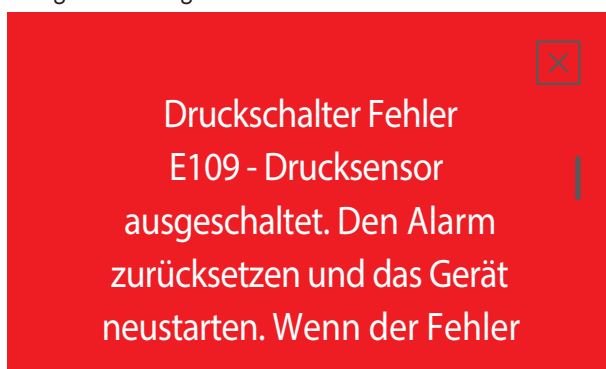 Druckschalter Fehler
E109 - Drucksensor
ausgeschaltet. Den Alarm
zurücksetzen und das Gerät
neustarten. Wenn der Fehler